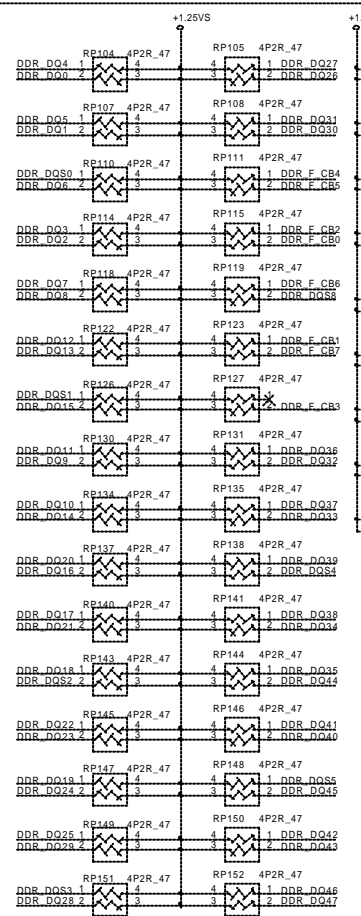 +1.25VS +1.
RP104 4P2R_47 RP105 4P2R_47
DDR_DQ4 1 4 4 1 DDR_DQ27
DDR_DQ0 2 3 3 2 DDR_DQ26
RP107 4P2R_47 RP108 4P2R_47
DDR_DQ5 1 4 4 1 DDR_DQ31
DDR_DQ1 2 3 3 2 DDR_DQ30
RP110 4P2R_47 RP111 4P2R_47
DDR_DQS0 1 4 4 1 DDR_F_CB4
DDR_DQ6 2 3 3 2 DDR_F_CB5
RP114 4P2R_47 RP115 4P2R_47
DDR_DQ3 1 4 4 1 DDR_F_CB2
DDR_DQ2 2 3 3 2 DDR_F_CB0
RP118 4P2R_47 RP119 4P2R_47
DDR_DQ7 1 4 4 1 DDR_F_CB6
DDR_DQ8 2 3 3 2 DDR_DQS8
RP122 4P2R_47 RP123 4P2R_47
DDR_DQ12 1 4 4 1 DDR_F_CB1
DDR_DQ13 2 3 3 2 DDR_F_CB7
RP126 4P2R_47 RP127 4P2R_47
DDR_DQS1 1 4 4 1
DDR_DQ15 2 3 3 2 DDR_F_CB3
RP130 4P2R_47 RP131 4P2R_47
DDR_DQ11 1 4 4 1 DDR_DQ36
DDR_DQ9 2 3 3 2 DDR_DQ32
RP134 4P2R_47 RP135 4P2R_47
DDR_DQ10 1 4 4 1 DDR_DQ37
DDR_DQ14 2 3 3 2 DDR_DQ33
RP137 4P2R_47 RP138 4P2R_47
DDR_DQ20 1 4 4 1 DDR_DQ39
DDR_DQ16 2 3 3 2 DDR_DQS4
RP140 4P2R_47 RP141 4P2R_47
DDR_DQ17 1 4 4 1 DDR_DQ38
DDR_DQ21 2 3 3 2 DDR_DQ34
RP143 4P2R_47 RP144 4P2R_47
DDR_DQ18 1 4 4 1 DDR_DQ35
DDR_DQS2 2 3 3 2 DDR_DQ44
RP145 4P2R_47 RP146 4P2R_47
DDR_DQ22 1 4 4 1 DDR_DQ41
DDR_DQ23 2 3 3 2 DDR_DQ40
RP147 4P2R_47 RP148 4P2R_47
DDR_DQ19 1 4 4 1 DDR_DQS5
DDR_DQ24 2 3 3 2 DDR_DQ45
RP149 4P2R_47 RP150 4P2R_47
DDR_DQ25 1 4 4 1 DDR_DQ42
DDR_DQ29 2 3 3 2 DDR_DQ43
RP151 4P2R_47 RP152 4P2R_47
DDR_DQS3 1 4 4 1 DDR_DQ46
DDR_DQ28 2 3 3 2 DDR_DQ47